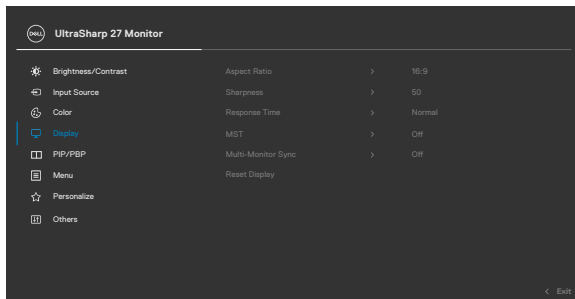 DELL UltraSharp 27 Monitor
Brightness/Contrast Aspect Ratio > 16:9
Input Source Sharpness > 50
Color Response Time > Normal
Display MST > Off
PIP/PBP Multi-Monitor Sync > Off
Menu Reset Display
Personalize
Others
< Exit